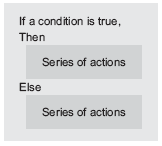 If a condition is true,
Then
Series of actions
Else
Series of actions